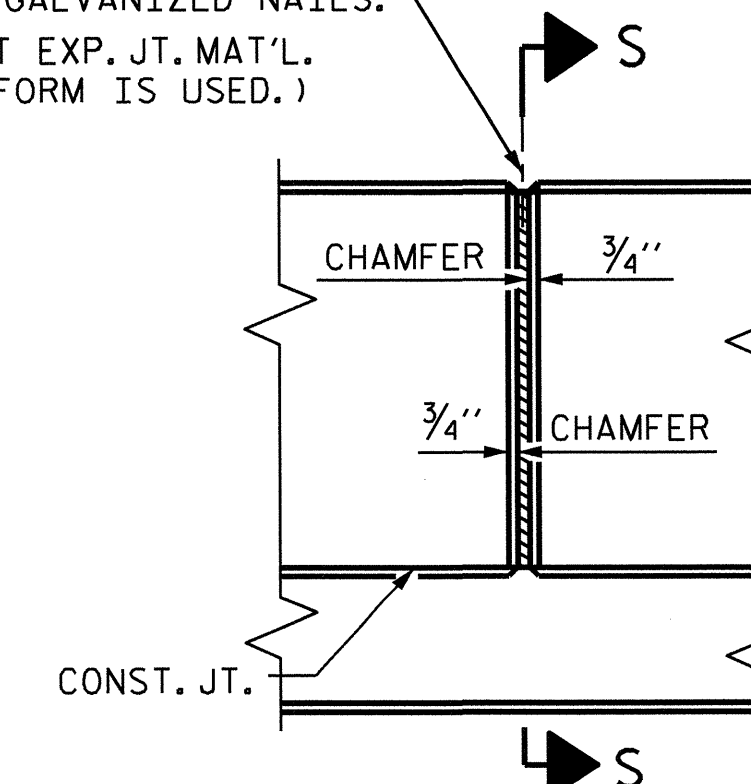 GALVANIZED NAILS.
T EXP. JT. MAT'L.
FORM IS USED.)
S
CHAMFER 3/4''
3/4'' CHAMFER
CONST. JT.
S